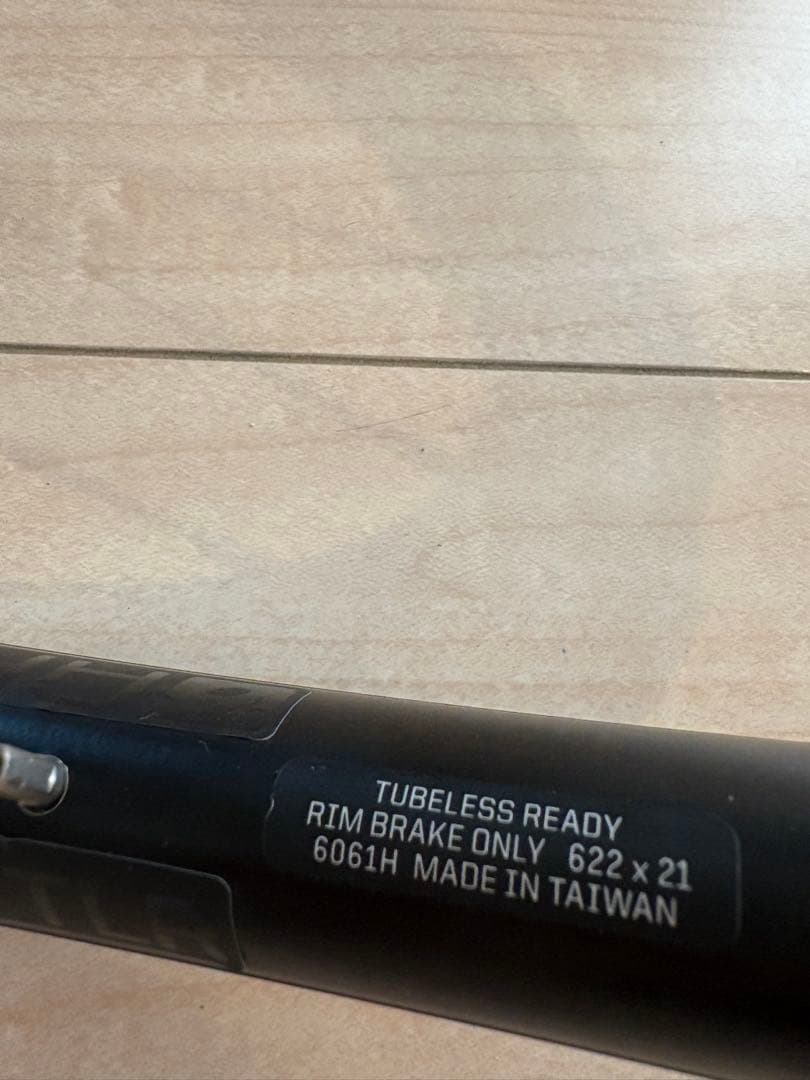 TUBELESS READY
RIM BRAKE ONLY 622 x 21
6061H MADE IN TAIWAN